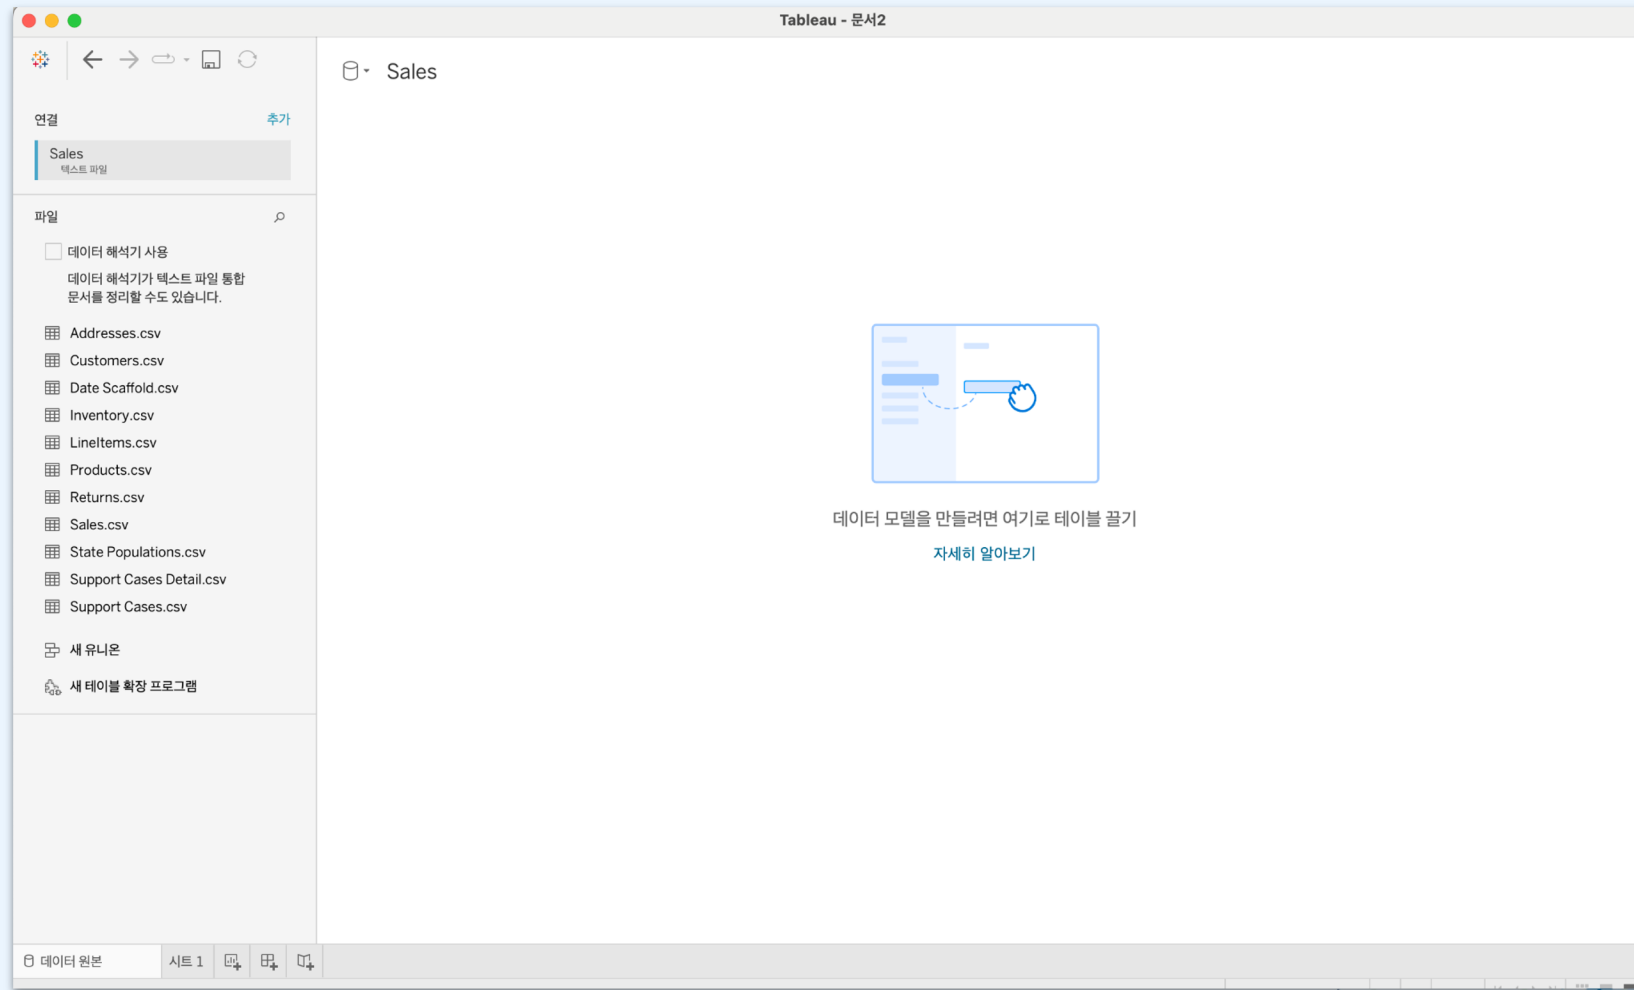 Tableau - 문서2
Sales
연결
추가
Sales
텍스트 파일
파일
데이터 해석기 사용
데이터 해석기가 텍스트 파일 통합
문서를 정리할 수도 있습니다.
Addresses.csv
Customers.csv
Date Scaffold.csv
Inventory.csv
LineItems.csv
Products.csv
Returns.csv
Sales.csv
State Populations.csv
Support Cases Detail.csv
Support Cases.csv
새 유니온
새 테이블 확장 프로그램
데이터 모델을 만들려면 여기로 테이블 끌기
자세히 알아보기
데이터 원본
시트 1